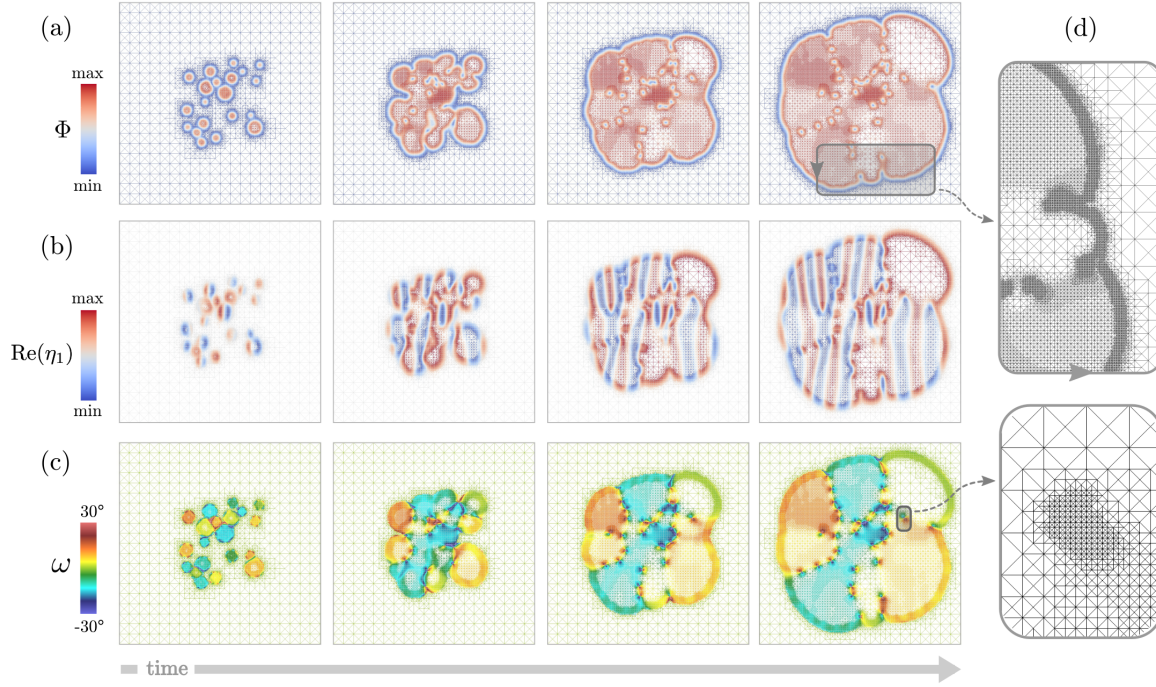 (a)
max
Φ
min
(b)
max
Re(η₁)
min
(c)
30°
ω
-30°
time
(d)